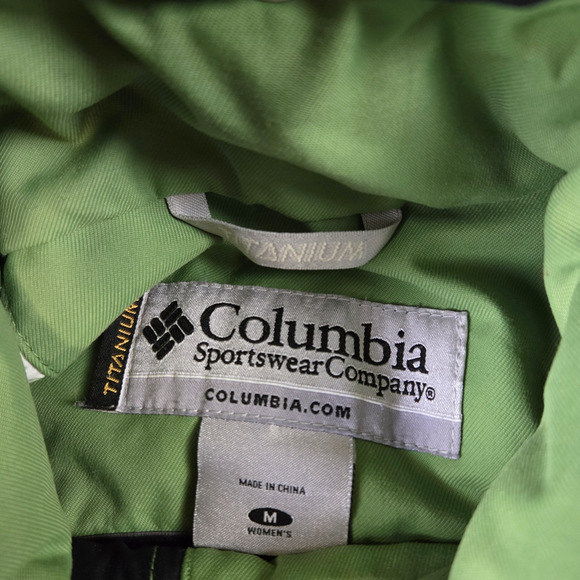 TITANIUM
TITANIUM
Columbia
Sportswear Company®
COLUMBIA.COM
MADE IN CHINA
M
WOMEN'S